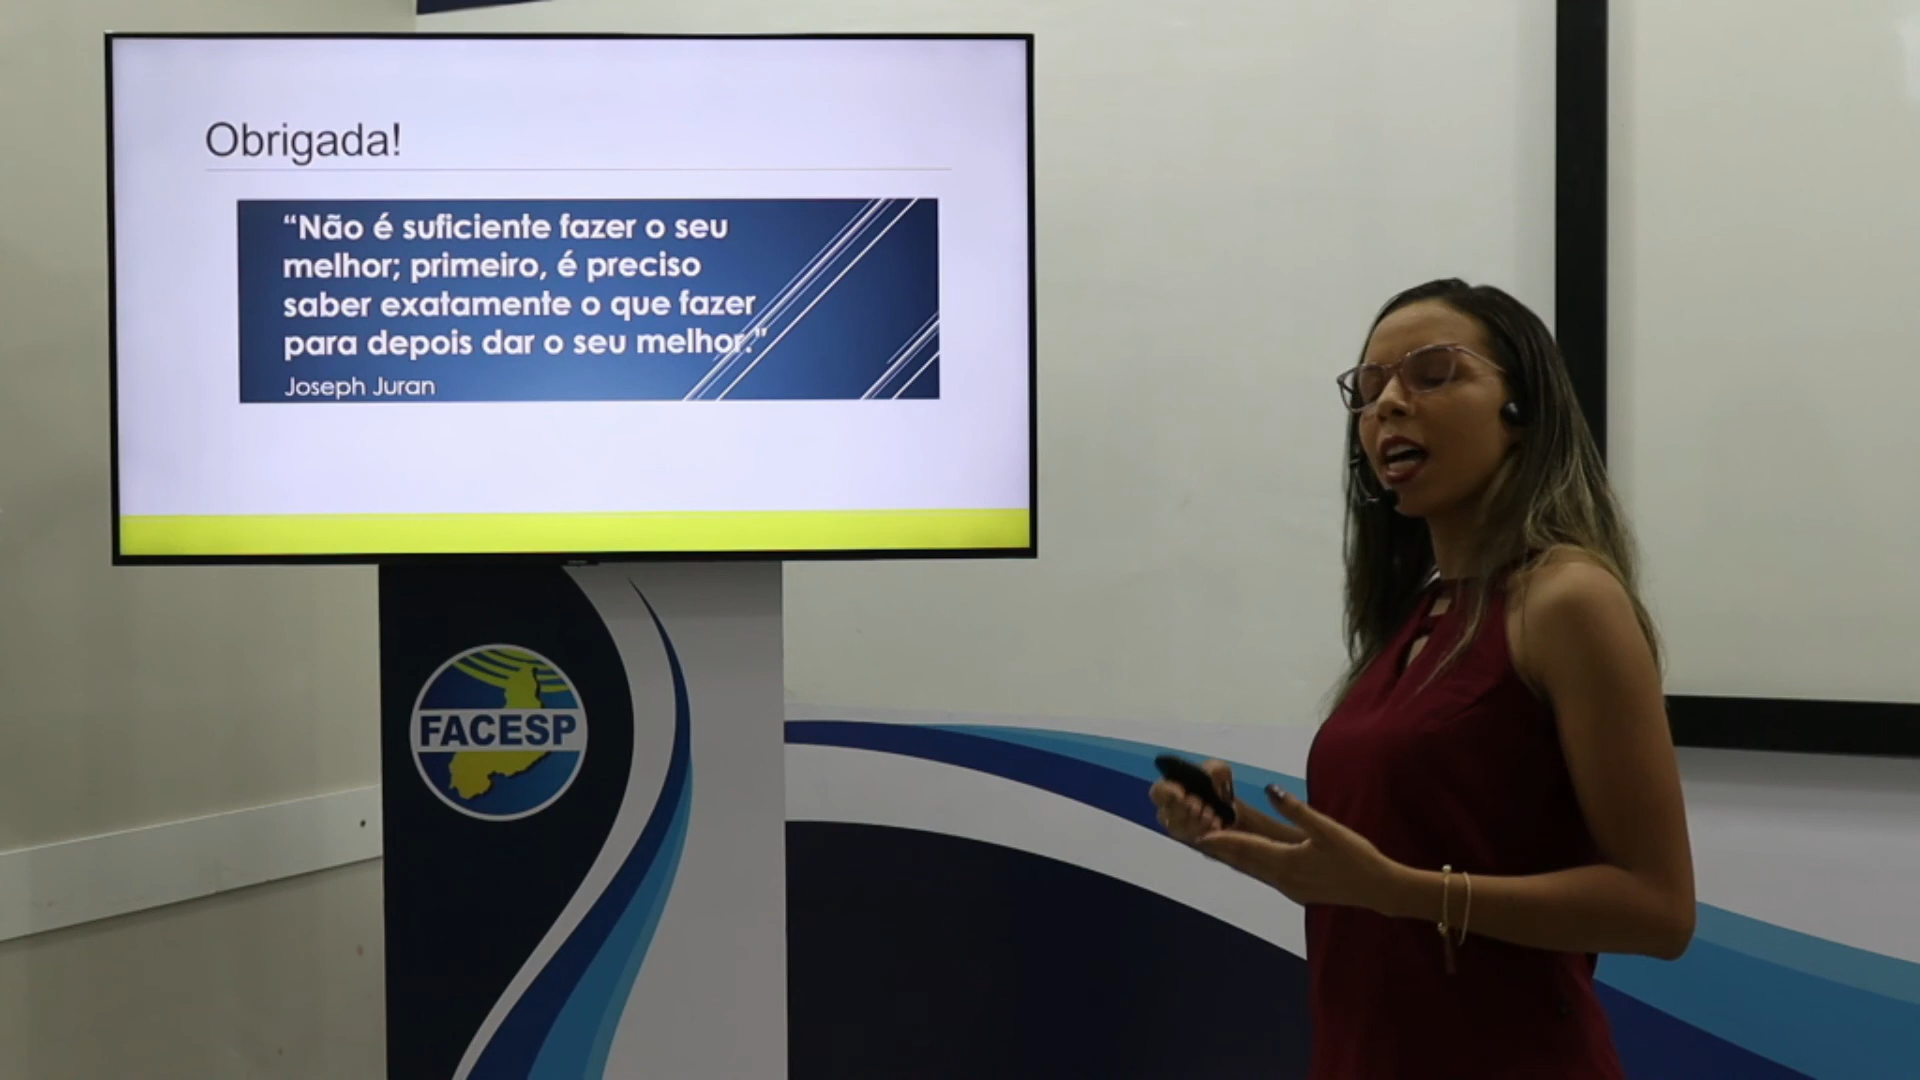 Obrigada!
“Não é suficiente fazer o seu
melhor; primeiro, é preciso
saber exatamente o que fazer
para depois dar o seu melhor.”
Joseph Juran
FACESP